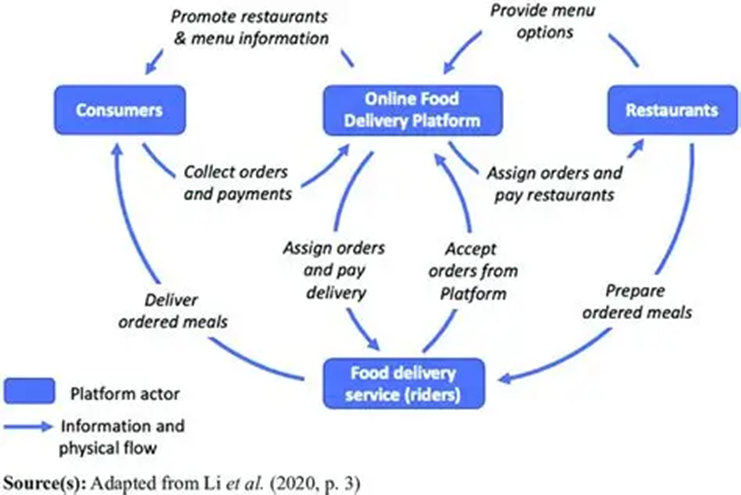 Promote restaurants
& menu information
Provide menu
options
Consumers
Online Food
Delivery Platform
Restaurants
Collect orders
and payments
Assign orders and
pay restaurants
Assign orders
and pay
delivery
Accept
orders from
Platform
Deliver
ordered meals
Prepare
ordered meals
Food delivery
service (riders)
Platform actor
Information and
physical flow
Source(s): Adapted from Li et al. (2020, p. 3)